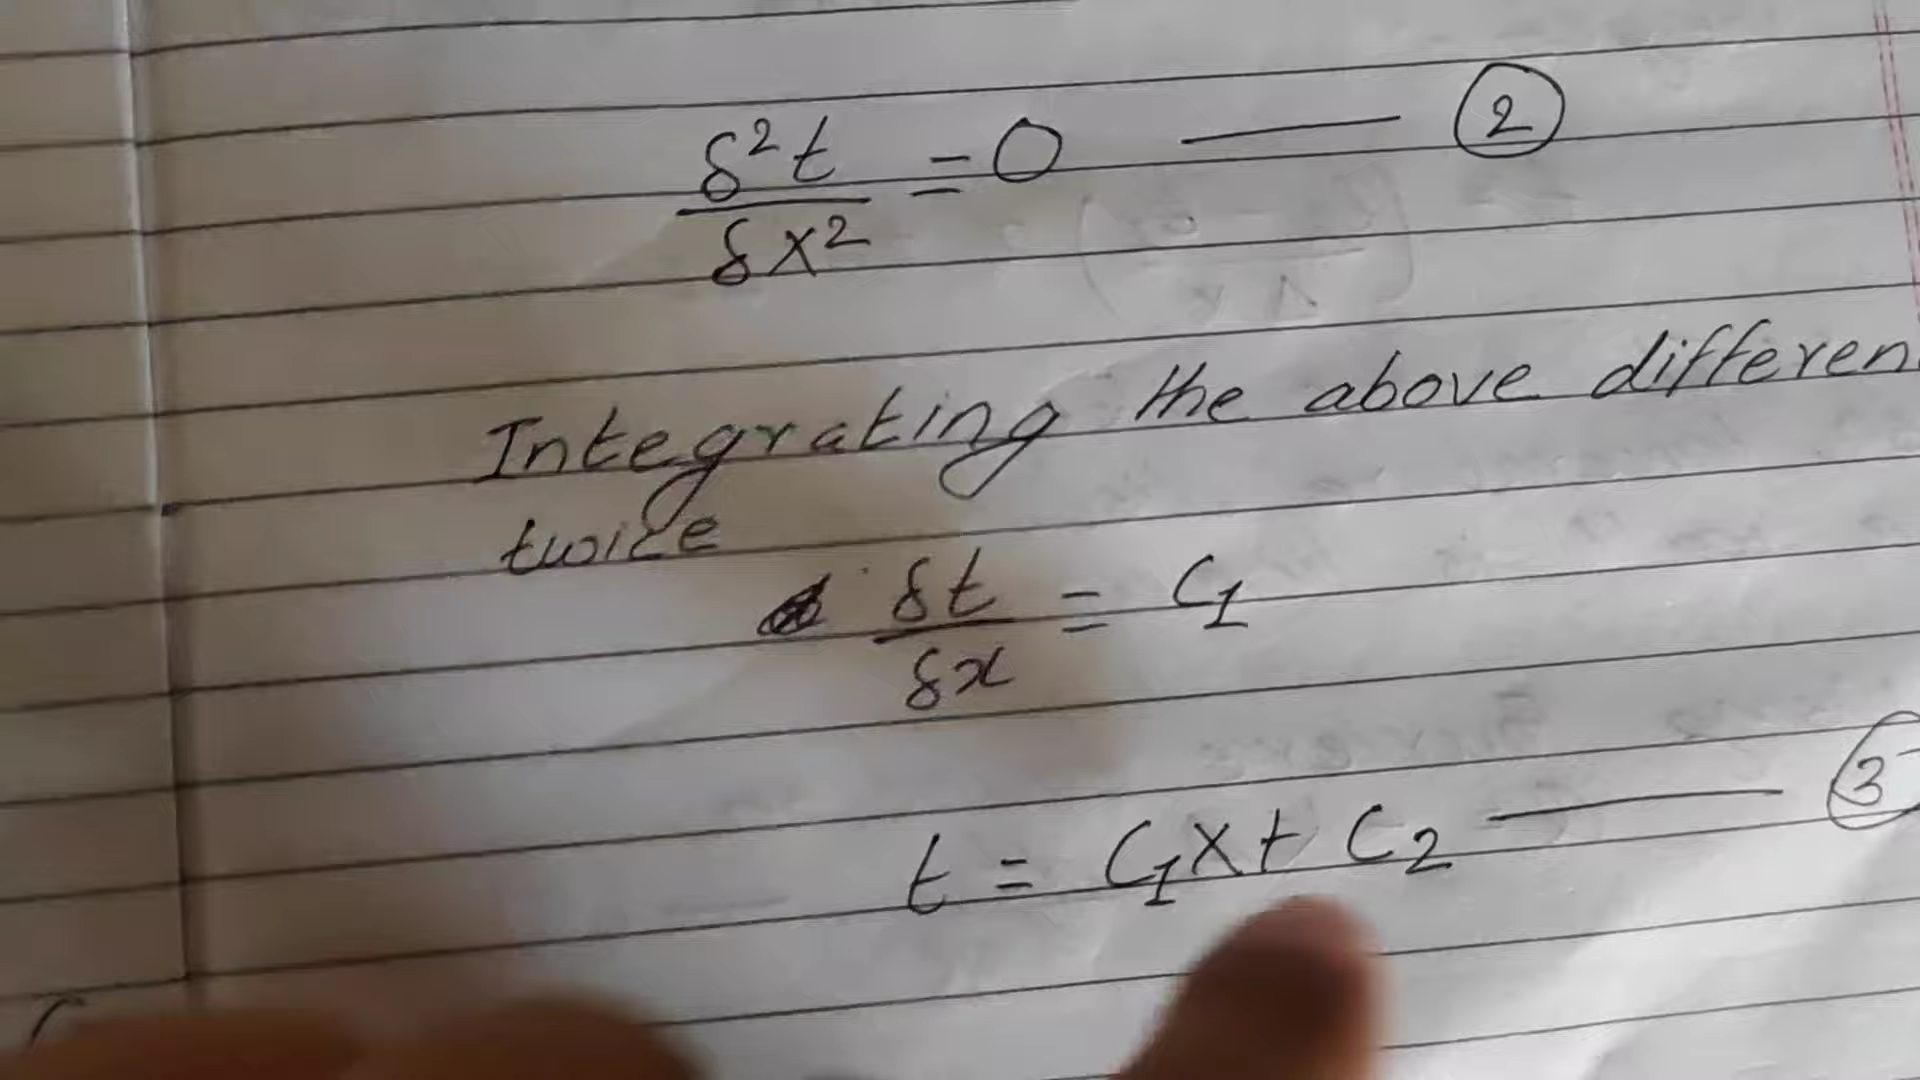 δ²t/δx² = 0 —— ②
Integrating the above differen
twice
δt/δx = C₁
t = C₁x + C₂ —— ③